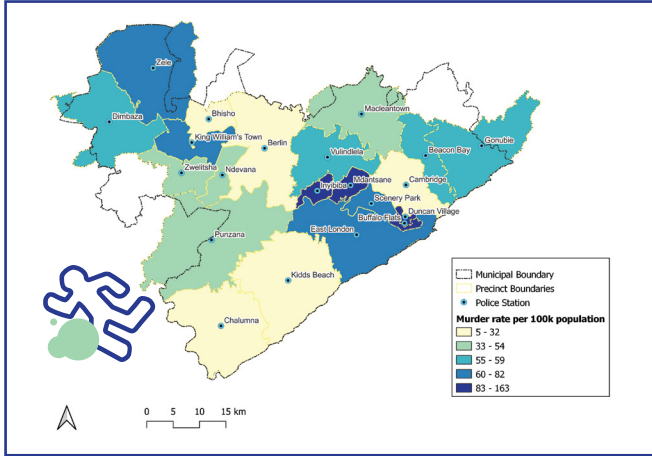 Zele
Dimbaza
Bhisho
King William's Town
Berlin
Macleantown
Gonubie
Beacon Bay
Vulindlela
Zwelitsha
Ndevana
Inyibiba
Mdantsane
Cambridge
Scenery Park
Duncan Village
Buffalo Flats
East London
Punzana
Kidds Beach
Chalumna
Municipal Boundary
Precinct Boundaries
Police Station
Murder rate per 100k population
5 - 32
33 - 54
55 - 59
60 - 82
83 - 163
0 5 10 15 km